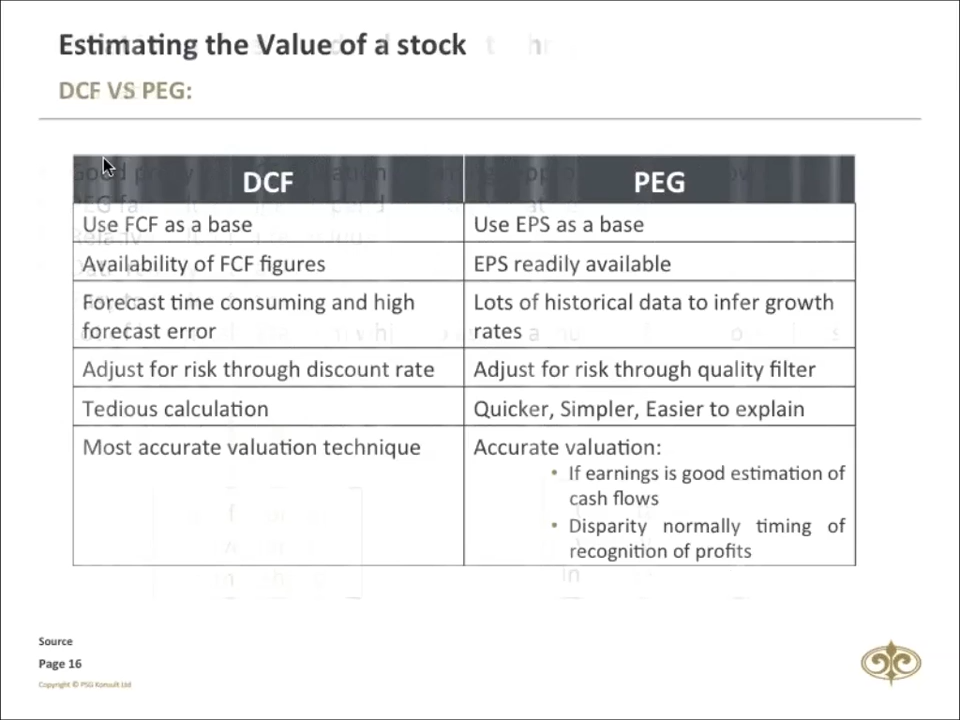 Estimating the Value of a stock
DCF VS PEG:
DCF
PEG
Use FCF as a base
Use EPS as a base
Availability of FCF figures
EPS readily available
Forecast time consuming and high
forecast error
Lots of historical data to infer growth
rates
Adjust for risk through discount rate
Adjust for risk through quality filter
Tedious calculation
Quicker, Simpler, Easier to explain
Most accurate valuation technique
Accurate valuation:
• If earnings is good estimation of
cash flows
• Disparity normally timing of
recognition of profits
Source
Page 16
Copyright © PSG Konsult Ltd